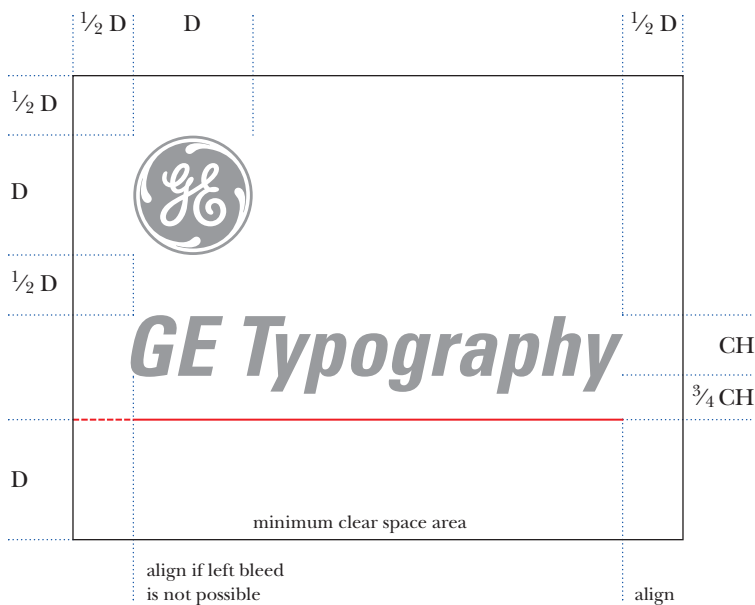 ½ D D ½ D
½ D
D
GE
½ D
GE Typography
CH
¾ CH
D
minimum clear space area
align if left bleed
is not possible
align